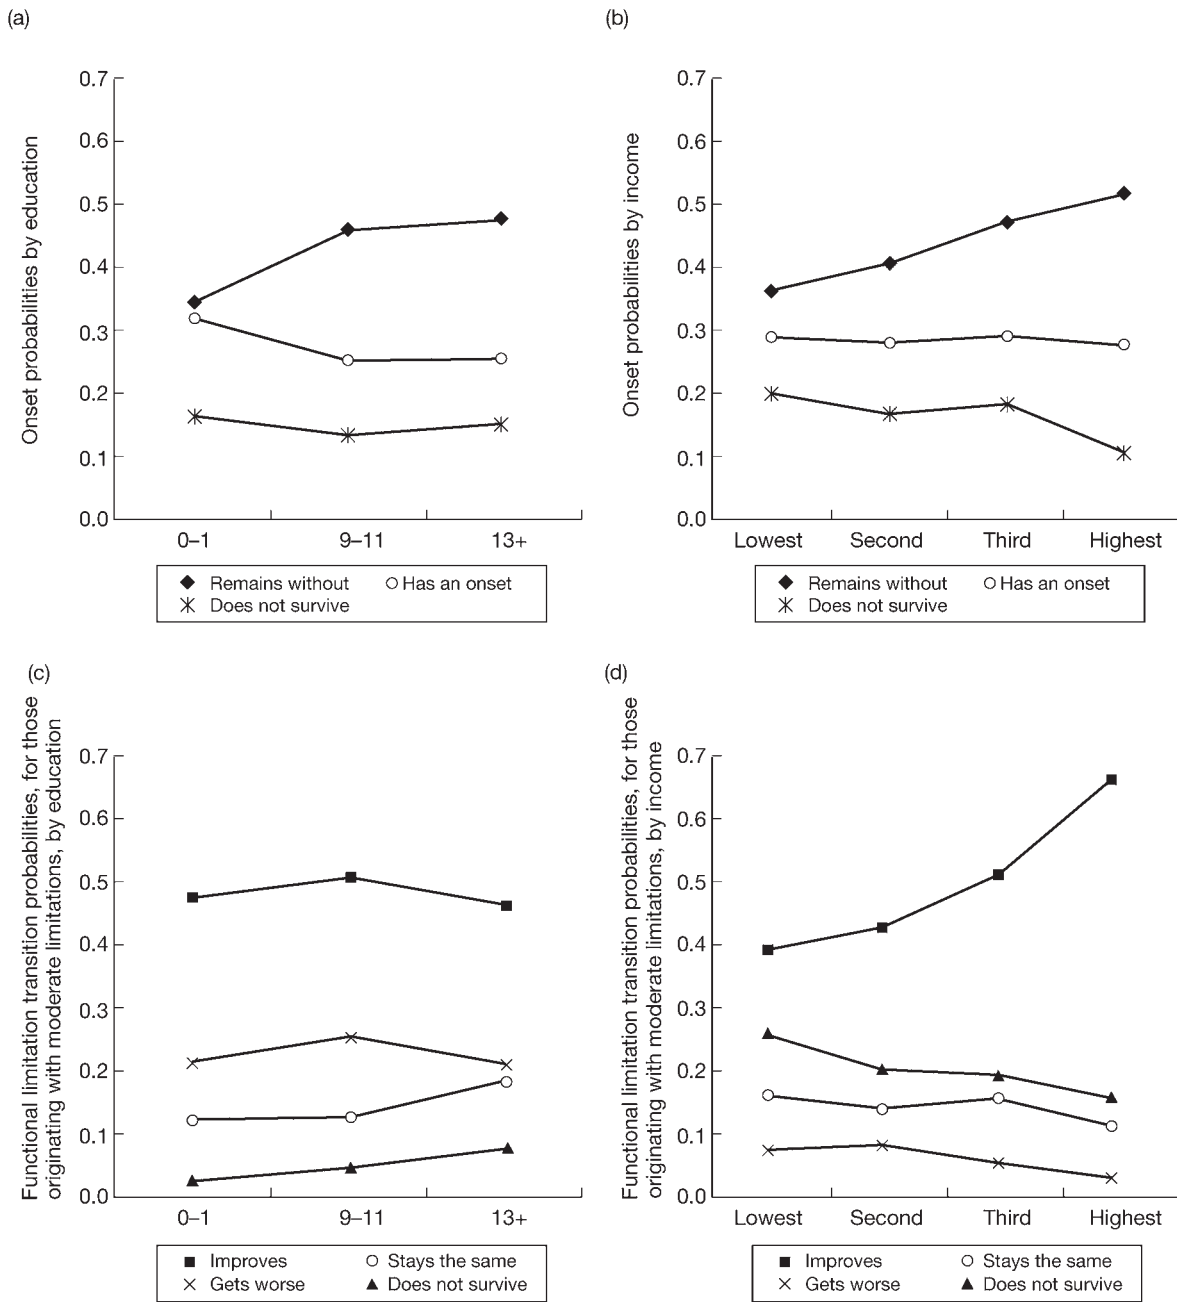 (a)
Onset probabilities by education
0.7
0.6
0.5
0.4
0.3
0.2
0.1
0.0
0–1 9–11 13+
Remains without Has an onset
Does not survive
(b)
Onset probabilities by income
0.7
0.6
0.5
0.4
0.3
0.2
0.1
0.0
Lowest Second Third Highest
Remains without Has an onset
Does not survive
(c)
Functional limitation transition probabilities, for those
originating with moderate limitations, by education
0.7
0.6
0.5
0.4
0.3
0.2
0.1
0.0
0–1 9–11 13+
Improves Stays the same
Gets worse Does not survive
(d)
Functional limitation transition probabilities, for those
originating with moderate limitations, by income
0.7
0.6
0.5
0.4
0.3
0.2
0.1
0.0
Lowest Second Third Highest
Improves Stays the same
Gets worse Does not survive